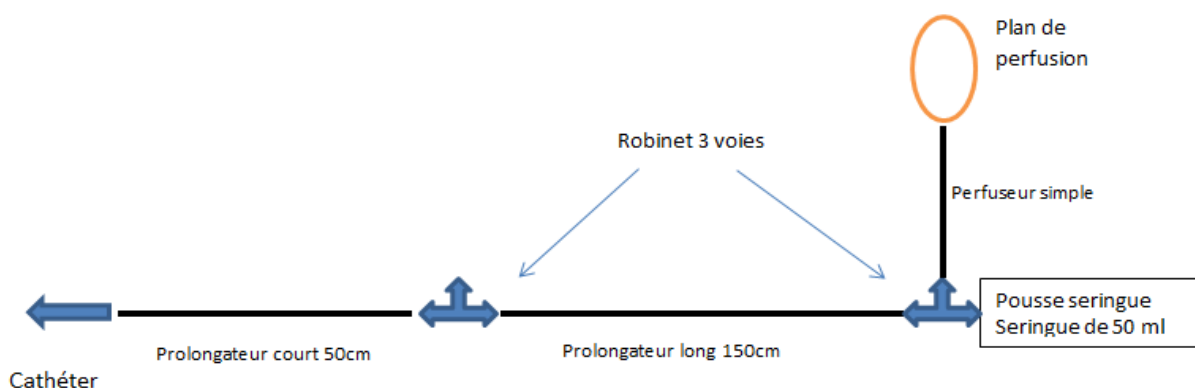 Plan de
perfusion
Robinet 3 voies
Perfuseur simple
Pousse seringue
Seringue de 50 ml
Prolongateur court 50cm
Prolongateur long 150cm
Cathéter